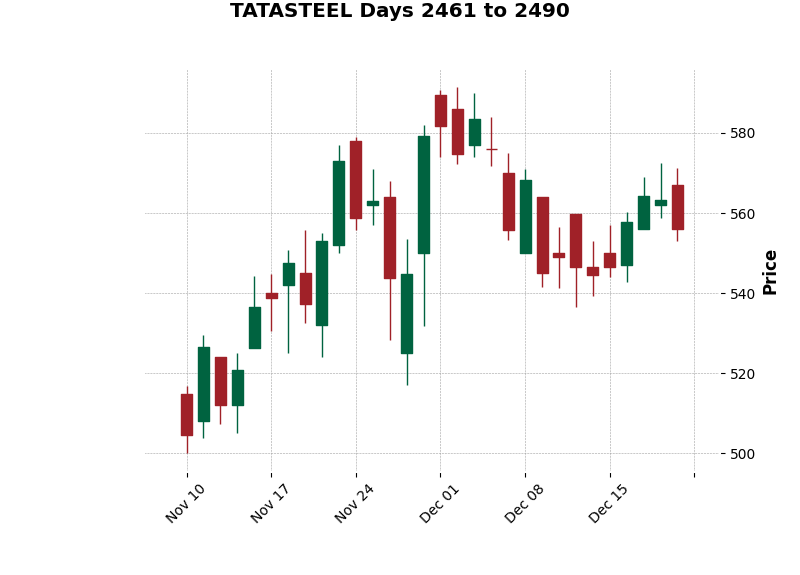 TATASTEEL Days 2461 to 2490
580
560
540
520
500
Price
Nov 10
Nov 17
Nov 24
Dec 01
Dec 08
Dec 15